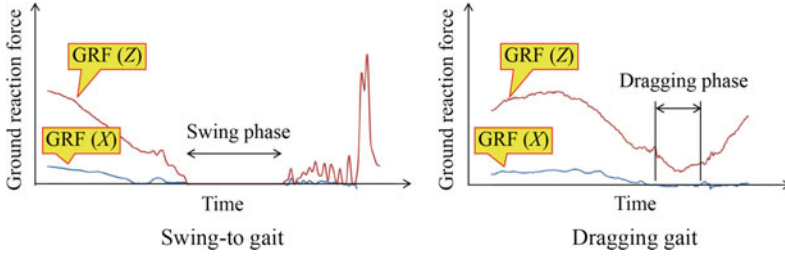 Ground reaction force
GRF (Z)
GRF (X)
Swing phase
Time
Swing-to gait
Ground reaction force
GRF (Z)
Dragging phase
GRF (X)
Time
Dragging gait